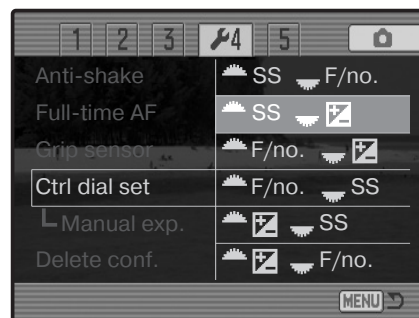 1 2 3 4 5
Anti-shake SS F/no.
Full-time AF SS
Grip sensor F/no.
Ctrl dial set F/no. SS
Manual exp. SS
Delete conf. F/no.
MENU